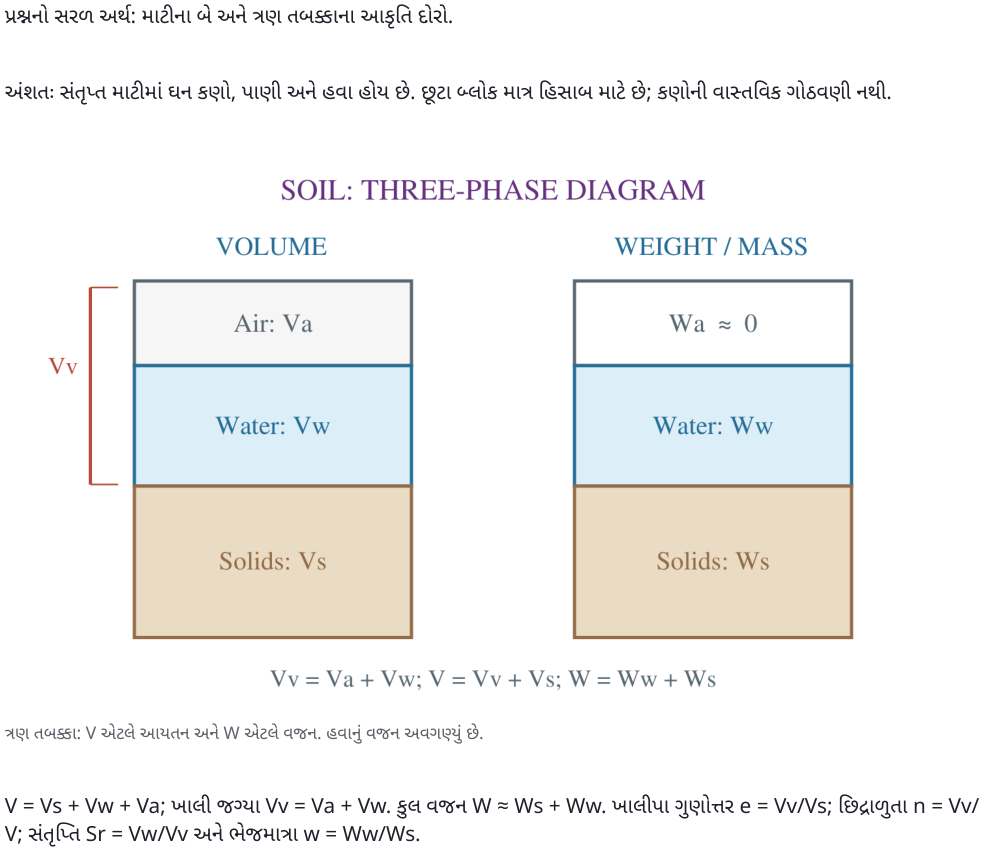 પ્રશ્નનો સરળ અર્થ: માટીના બે અને ત્રણ તબક્કાના આકૃતિ દોરો.
અંશતઃ સંતૃપ્ત માટીમાં ઘન કણો, પાણી અને હવા હોય છે. છૂટા બ્લોક માત્ર હિસાબ માટે છે; કણોની વાસ્તવિક ગોઠવણી નથી.
SOIL: THREE-PHASE DIAGRAM
VOLUME
WEIGHT / MASS
Air: Va
Wa ≈ 0
Vv
Water: Vw
Water: Ww
Solids: Vs
Solids: Ws
Vv = Va + Vw; V = Vv + Vs; W = Ww + Ws
ત્રણ તબક્કા: V એટલે આયતન અને W એટલે વજન. હવાનું વજન અવગણ્યું છે.
V = Vs + Vw + Va; ખાલી જગ્યા Vv = Va + Vw. કુલ વજન W ≈ Ws + Ww. ખાલીપા ગુણોત્તર e = Vv/Vs; છિદ્રાળુતા n = Vv/
V; સંતૃપ્તિ Sr = Vw/Vv અને ભેજમાત્રા w = Ww/Ws.